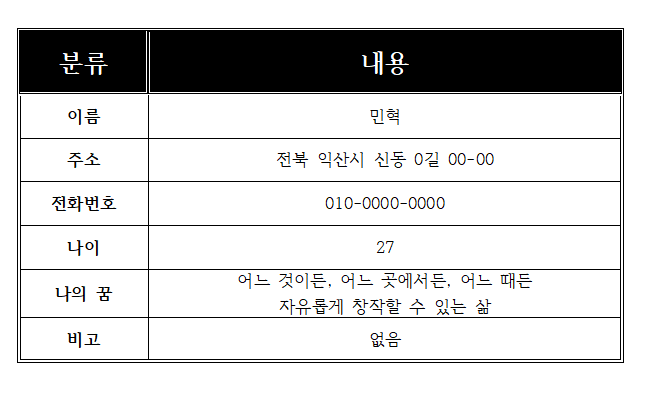 분류 내용
이름 민혁
주소 전북 익산시 신동 0길 00-00
전화번호 010-0000-0000
나이 27
나의 꿈 어느 것이든, 어느 곳에서든, 어느 때든
자유롭게 창작할 수 있는 삶
비고 없음